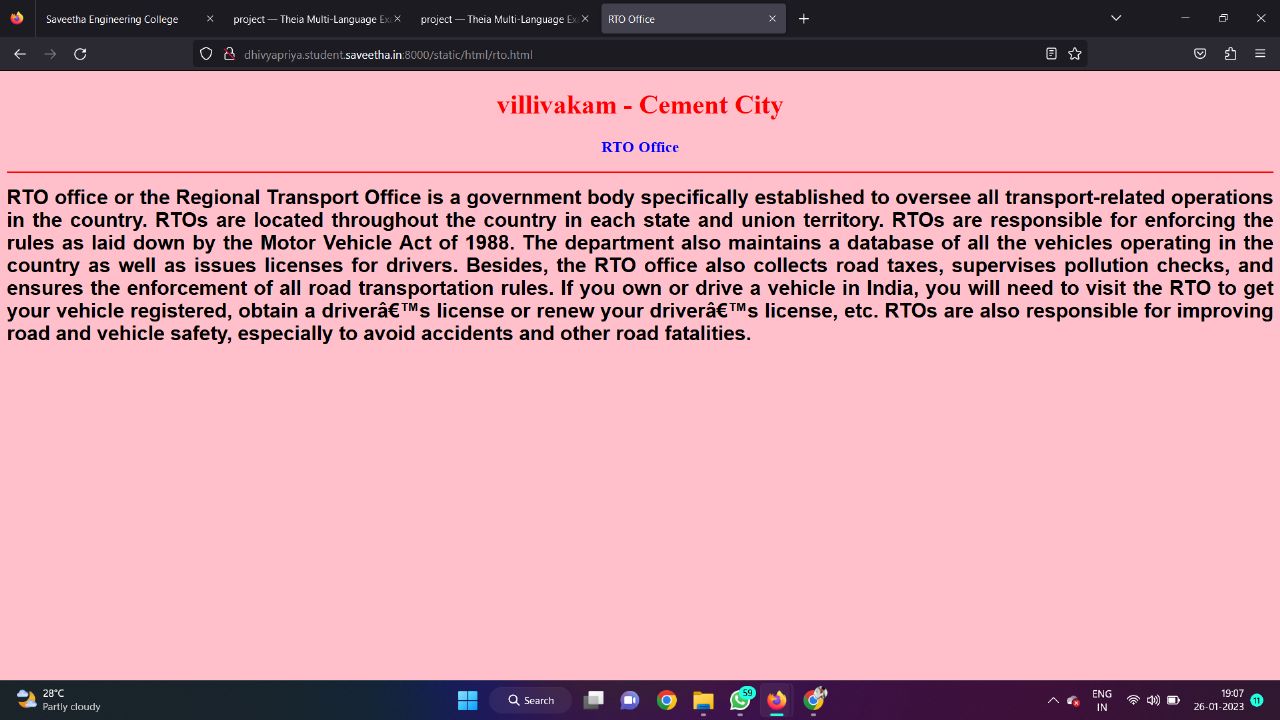 Saveetha Engineering College
project — Theia Multi-Language Ex
project — Theia Multi-Language Ex
RTO Office
dhivyapriya.student.saveetha.in:8000/static/html/rto.html
villivakam - Cement City
RTO Office
RTO office or the Regional Transport Office is a government body specifically established to oversee all transport-related operations
in the country. RTOs are located throughout the country in each state and union territory. RTOs are responsible for enforcing the
rules as laid down by the Motor Vehicle Act of 1988. The department also maintains a database of all the vehicles operating in the
country as well as issues licenses for drivers. Besides, the RTO office also collects road taxes, supervises pollution checks, and
ensures the enforcement of all road transportation rules. If you own or drive a vehicle in India, you will need to visit the RTO to get
your vehicle registered, obtain a driverâ€™s license or renew your driverâ€™s license, etc. RTOs are also responsible for improving
road and vehicle safety, especially to avoid accidents and other road fatalities.
28°C
Partly cloudy
Search
59
ENG
IN
19:07
26-01-2023
11